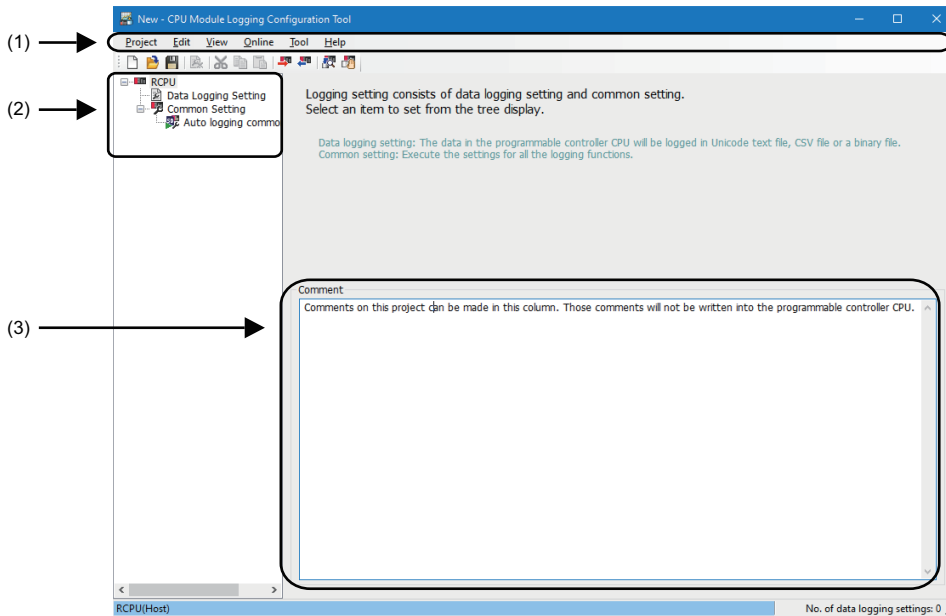 New - CPU Module Logging Configuration Tool
(1)
Project Edit View Online Tool Help
(2)
RCPU
Data Logging Setting
Common Setting
Auto logging commo
Logging setting consists of data logging setting and common setting.
Select an item to set from the tree display.
Data logging setting: The data in the programmable controller CPU will be logged in Unicode text file, CSV file or a binary file.
Common setting: Execute the settings for all the logging functions.
(3)
Comment
Comments on this project can be made in this column. Those comments will not be written into the programmable controller CPU.
RCPU(Host)
No. of data logging settings: 0